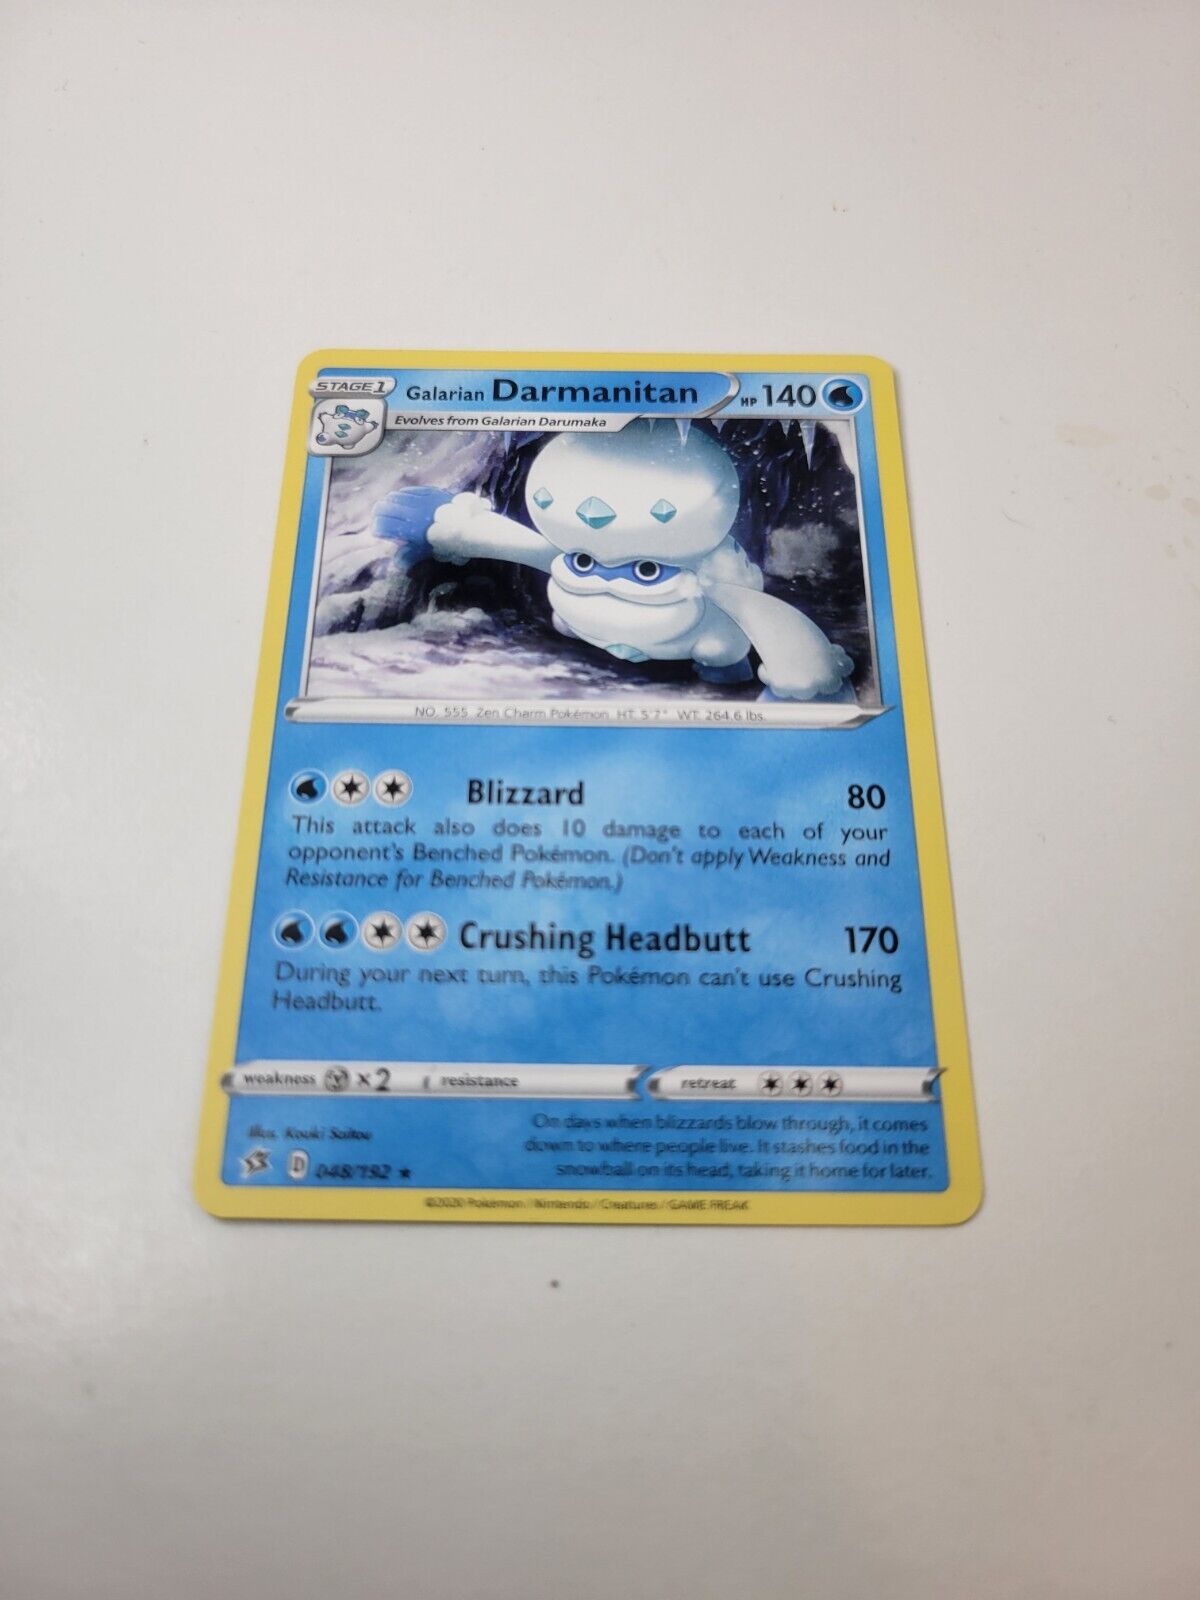 STAGE 1
Galarian Darmanitan HP 140
Evolves from Galarian Darumaka
NO. 555 Zen Charm Pokémon HT. 5'7" WT. 264.6 lbs.
Blizzard 80
This attack also does 10 damage to each of your
opponent's Benched Pokémon. (Don't apply Weakness and
Resistance for Benched Pokémon.)
Crushing Headbutt 170
During your next turn, this Pokémon can't use Crushing
Headbutt.
weakness x2 resistance retreat
On days when blizzards blow through, it comes
down to where people live. It stashes food in the
snowball on its head, taking it home for later.
Illus. Kouki Saitou
D 048/192
©2020 Pokémon / Nintendo / Creatures / GAME FREAK